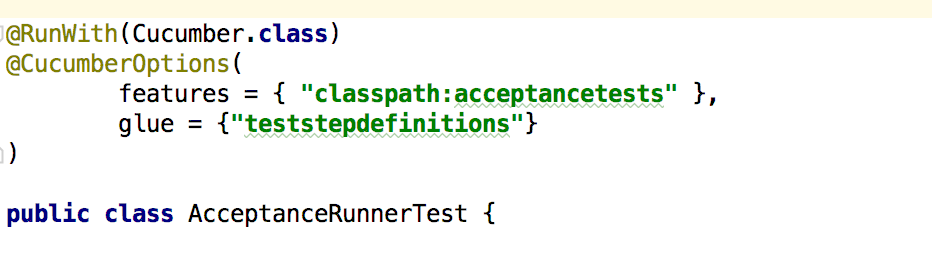 @RunWith(Cucumber.class)
@CucumberOptions(
        features = { "classpath:acceptancetests" },
        glue = {"teststepdefinitions"}
)
public class AcceptanceRunnerTest {